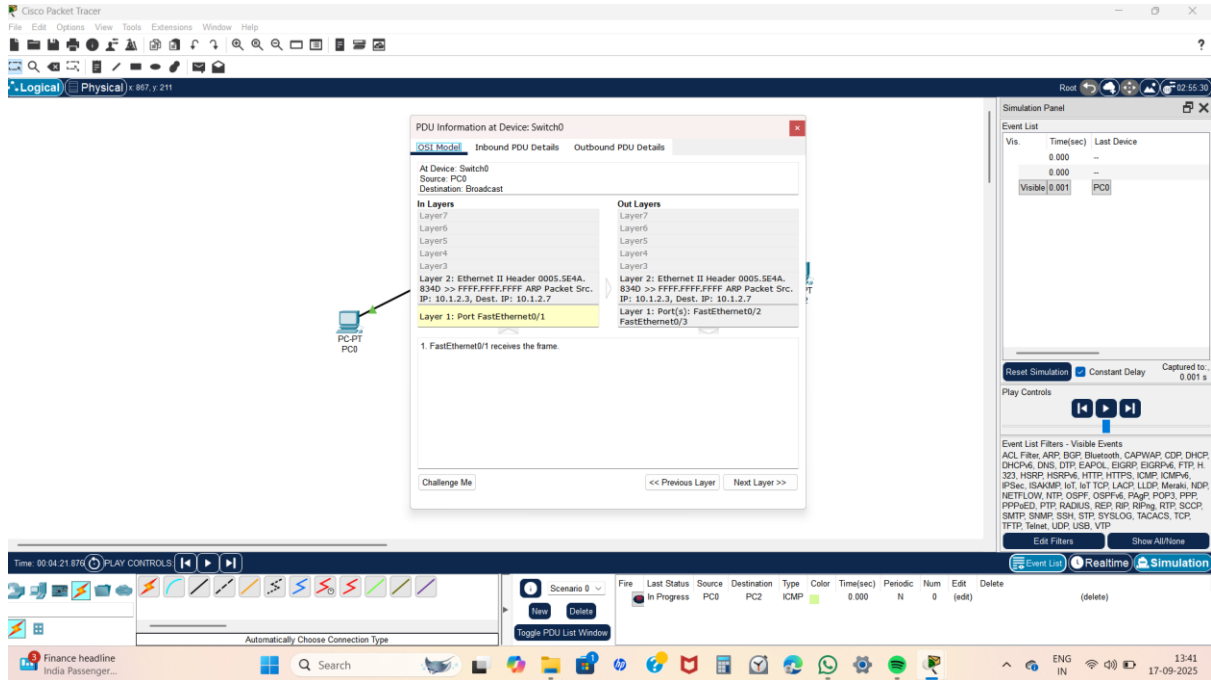 Cisco Packet Tracer
File Edit Options View Tools Extensions Window Help
?
Logical Physical x: 867, y: 211 Root 02:55:30
PDU Information at Device: Switch0
OSI Model Inbound PDU Details Outbound PDU Details
At Device: Switch0
Source: PC0
Destination: Broadcast
In Layers
Layer7
Layer6
Layer5
Layer4
Layer3
Layer 2: Ethernet II Header 0005.5E4A.
834D >> FFFF.FFFF.FFFF ARP Packet Src.
IP: 10.1.2.3, Dest. IP: 10.1.2.7
Layer 1: Port FastEthernet0/1
Out Layers
Layer7
Layer6
Layer5
Layer4
Layer3
Layer 2: Ethernet II Header 0005.5E4A.
834D >> FFFF.FFFF.FFFF ARP Packet Src.
IP: 10.1.2.3, Dest. IP: 10.1.2.7
Layer 1: Port(s): FastEthernet0/2
FastEthernet0/3
1. FastEthernet0/1 receives the frame.
Challenge Me << Previous Layer Next Layer >>
PC-PT
PC0
Simulation Panel
Event List
Vis. Time(sec) Last Device
0.000 --
0.000 --
Visible 0.001 PC0
Reset Simulation Constant Delay Captured to:
0.001 s
Play Controls
Event List Filters - Visible Events
ACL Filter, ARP, BGP, Bluetooth, CAPWAP, CDP, DHCP,
DHCPv6, DNS, DTP, EAPOL, EIGRP, EIGRPv6, FTP, H.
323, HSRP, HSRPv6, HTTP, HTTPS, ICMP, ICMPv6,
IPSec, ISAKMP, IoT, IoT TCP, LACP, LLDP, Meraki, NDP,
NETFLOW, NTP, OSPF, OSPFv6, PAgP, POP3, PPP,
PPPoED, PTP, RADIUS, REP, RIP, RIPng, RTP, SCCP,
SMTP, SNMP, SSH, STP, SYSLOG, TACACS, TCP,
TFTP, Telnet, UDP, USB, VTP
Edit Filters Show All/None
Time: 00:04:21.876 PLAY CONTROLS: Event List Realtime Simulation
Scenario 0
New Delete
Toggle PDU List Window
Fire Last Status Source Destination Type Color Time(sec) Periodic Num Edit Delete
In Progress PC0 PC2 ICMP 0.000 N 0 (edit) (delete)
Automatically Choose Connection Type
3
Finance headline
India Passenger...
Search
ENG
IN
13:41
17-09-2025